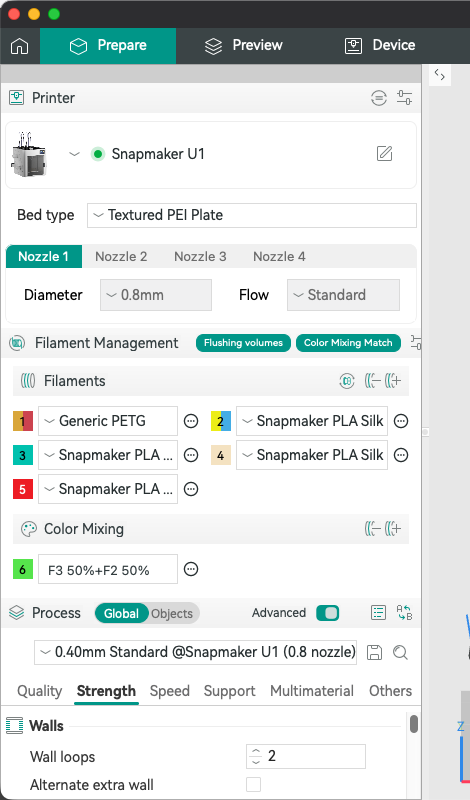 Prepare
Preview
Device
Printer
Snapmaker U1
Bed type
Textured PEI Plate
Nozzle 1
Nozzle 2
Nozzle 3
Nozzle 4
Diameter
0.8mm
Flow
Standard
Filament Management
Flushing volumes
Color Mixing Match
Filaments
1
Generic PETG
2
Snapmaker PLA Silk
3
Snapmaker PLA ...
4
Snapmaker PLA Silk
5
Snapmaker PLA ...
Color Mixing
6
F3 50%+F2 50%
Process
Global
Objects
Advanced
0.40mm Standard @Snapmaker U1 (0.8 nozzle)
Quality
Strength
Speed
Support
Multimaterial
Others
Walls
Wall loops
2
Alternate extra wall
Z